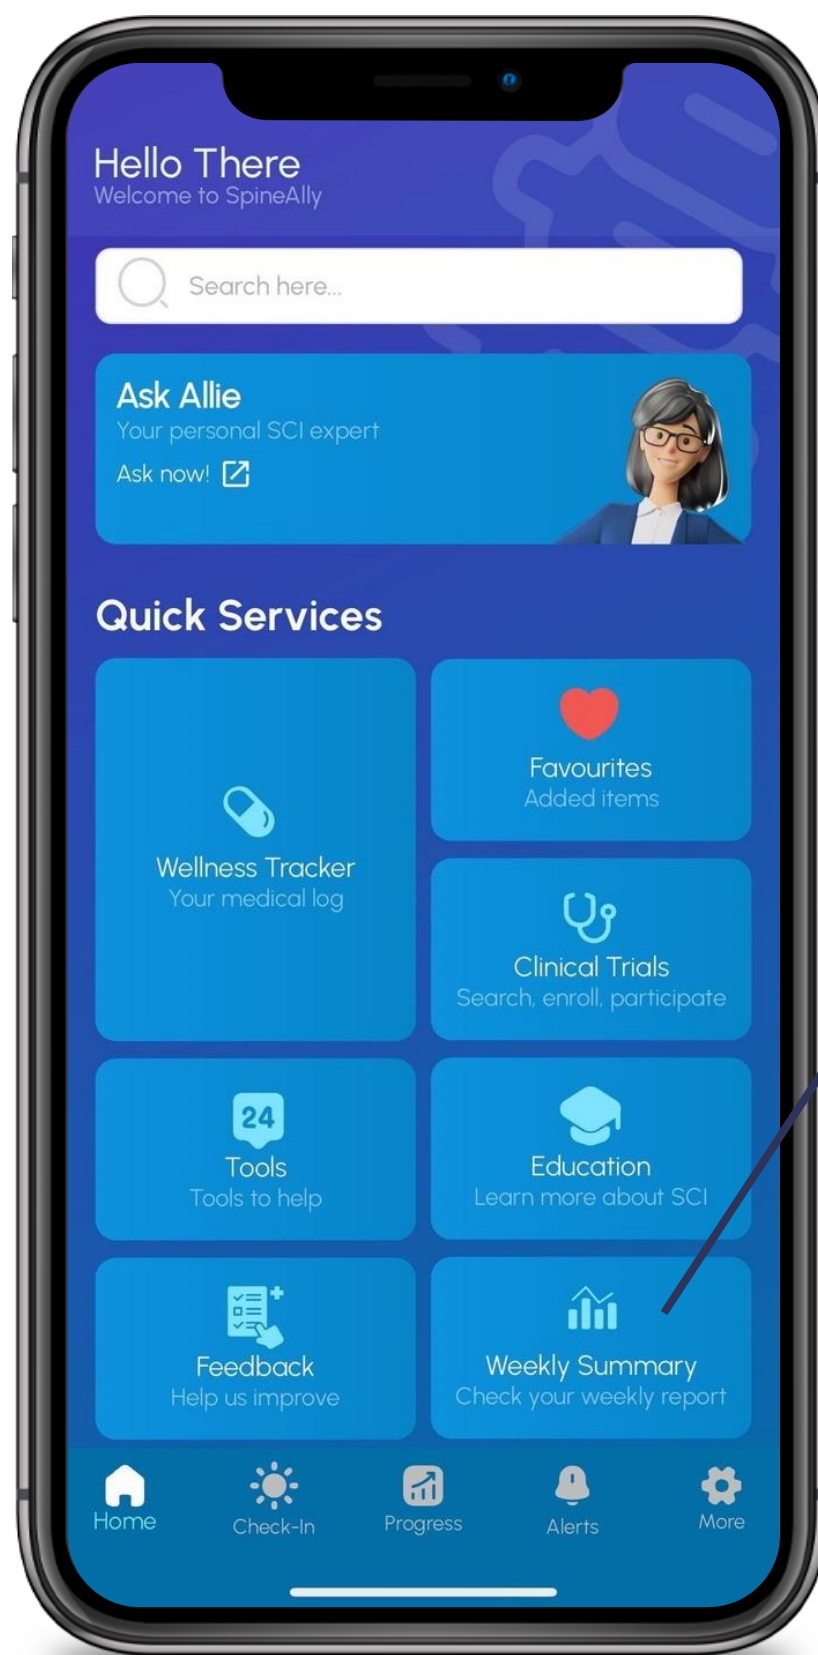 Hello There
Welcome to SpineAlly
Search here...
Ask Allie
Your personal SCI expert
Ask now!
Quick Services
Wellness Tracker
Your medical log
Favourites
Added items
Clinical Trials
Search, enroll, participate
24
Tools
Tools to help
Education
Learn more about SCI
Feedback
Help us improve
Weekly Summary
Check your weekly report
Home
Check-In
Progress
Alerts
More